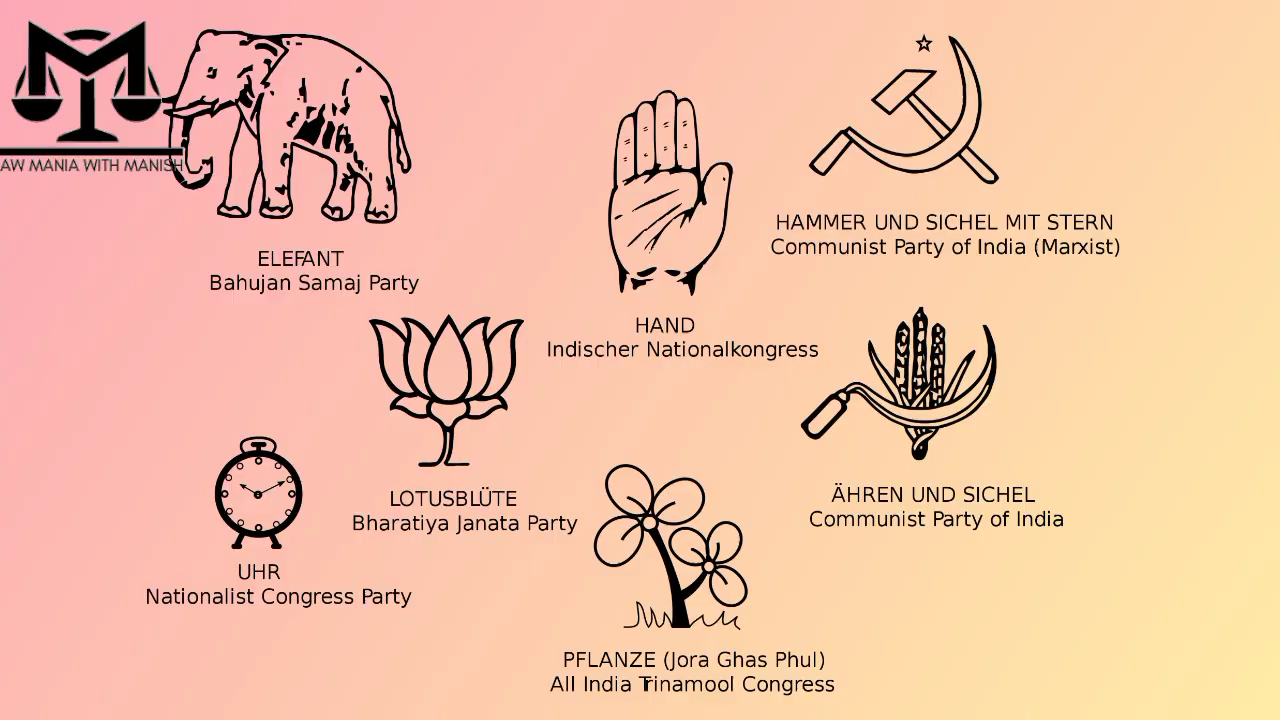 AW MANIA WITH MANISH
ELEFANT
Bahujan Samaj Party
HAND
Indischer Nationalkongress
HAMMER UND SICHEL MIT STERN
Communist Party of India (Marxist)
LOTUSBLÜTE
Bharatiya Janata Party
ÄHREN UND SICHEL
Communist Party of India
UHR
Nationalist Congress Party
PFLANZE (Jora Ghas Phul)
All India Trinamool Congress